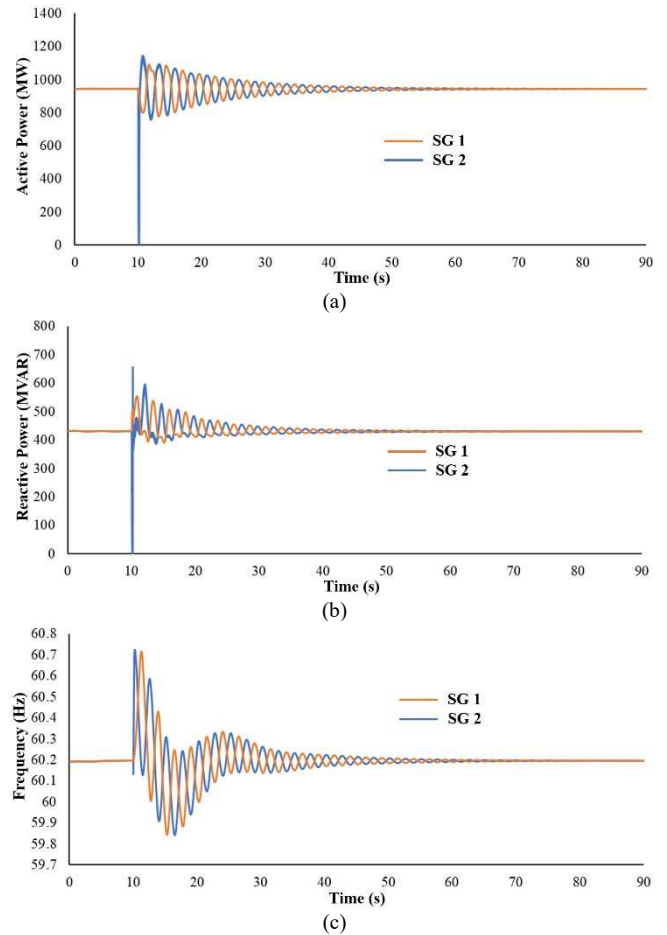 1400
1200
1000
800
600
400
200
0
Active Power (MW)
SG 1
SG 2
0 10 20 30 40 50 60 70 80 90
Time (s)
(a)
800
700
600
500
400
300
200
100
0
Reactive Power (MVAR)
SG 1
SG 2
0 10 20 30 40 50 60 70 80 90
Time (s)
(b)
60.8
60.7
60.6
60.5
60.4
60.3
60.2
60.1
60
59.9
59.8
59.7
Frequency (Hz)
SG 1
SG 2
0 10 20 30 40 50 60 70 80 90
Time (s)
(c)